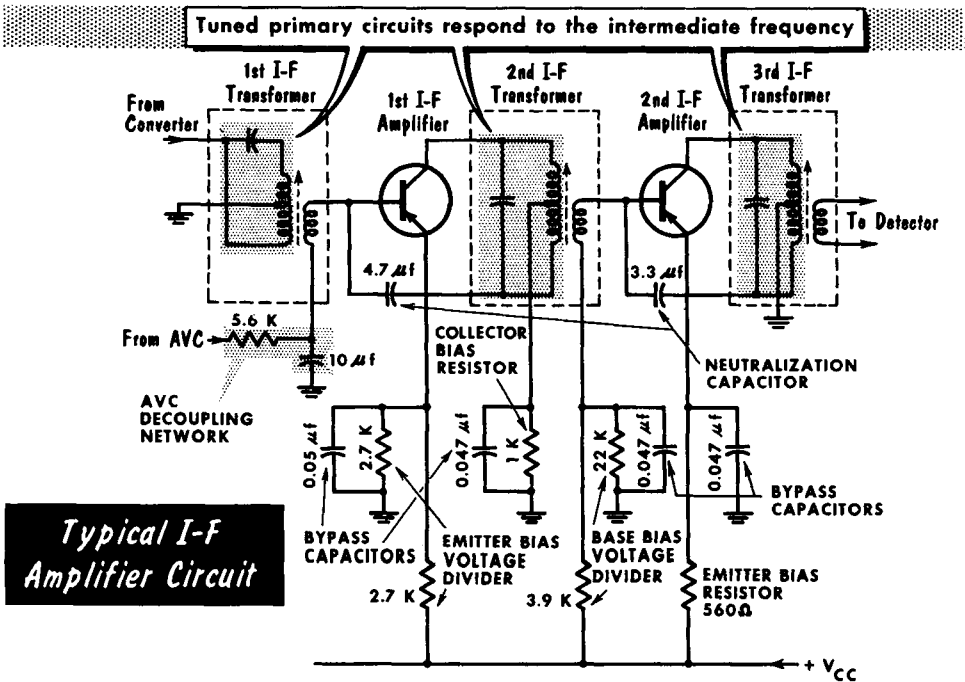 Tuned primary circuits respond to the intermediate frequency
1st I-F
Transformer
2nd I-F
Transformer
3rd I-F
Transformer
1st I-F
Amplifier
2nd I-F
Amplifier
From
Converter
To Detector
4.7 µf
3.3 µf
5.6 K
From AVC
10 µf
COLLECTOR
BIAS
RESISTOR
NEUTRALIZATION
CAPACITOR
AVC
DECOUPLING
NETWORK
0.05 µf
2.7 K
0.047 µf
1 K
22 K
0.047 µf
0.047 µf
BYPASS
CAPACITORS
EMITTER BIAS
VOLTAGE
DIVIDER
BASE BIAS
VOLTAGE
DIVIDER
BYPASS
CAPACITORS
Typical I-F
Amplifier Circuit
2.7 K
3.9 K
EMITTER BIAS
RESISTOR
560Ω
+ VCC